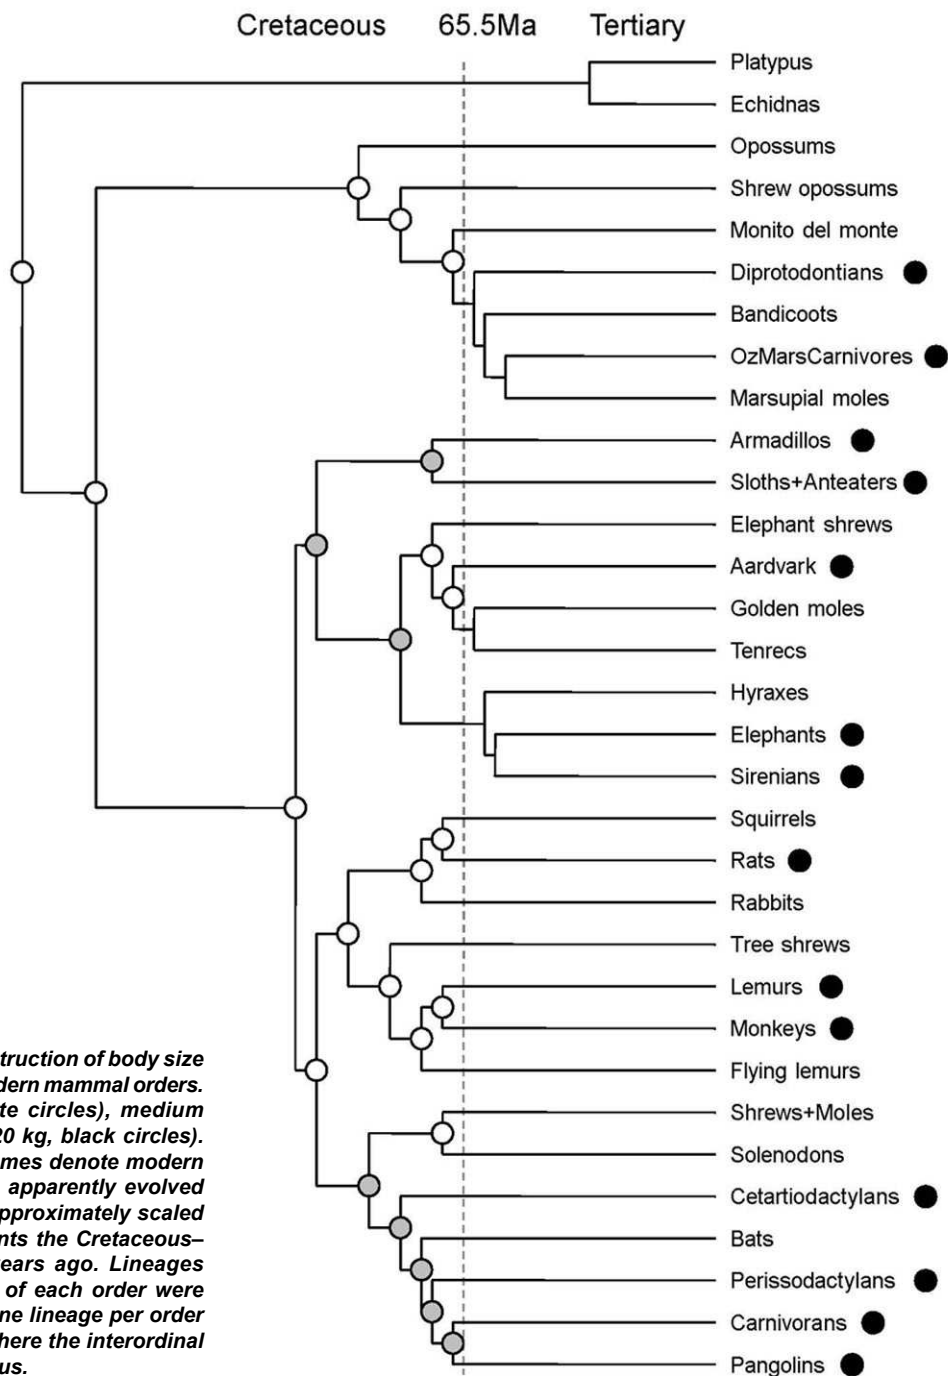 Cretaceous 65.5Ma Tertiary
Platypus
Echidnas
Opossums
Shrew opossums
Monito del monte
Diprotodontians
Bandicoots
OzMarsCarnivores
Marsupial moles
Armadillos
Sloths+Anteaters
Elephant shrews
Aardvark
Golden moles
Tenrecs
Hyraxes
Elephants
Sirenians
Squirrels
Rats
Rabbits
Tree shrews
Lemurs
Monkeys
Flying lemurs
Shrews+Moles
Solenodons
Cetartiodactylans
Bats
Perissodactylans
Carnivorans
Pangolins
truction of body size
dern mammal orders.
te circles), medium
20 kg, black circles).
mes denote modern
apparently evolved
pproximately scaled
nts the Cretaceous–
years ago. Lineages
of each order were
ne lineage per order
here the interordinal
us.